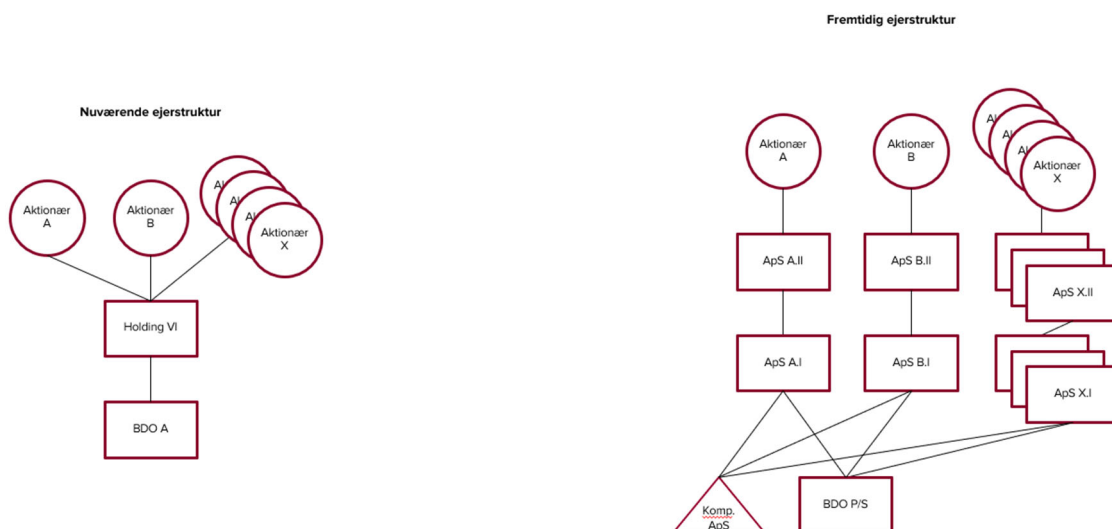 Fremtidig ejerstruktur
Nuværende ejerstruktur
Aktionær
A
Aktionær
B
Aktionær
X
Holding VI
BDO A
Aktionær
A
Aktionær
B
Aktionær
X
ApS A.II
ApS B.II
ApS X.II
ApS A.I
ApS B.I
ApS X.I
Komp.
ApS
BDO P/S